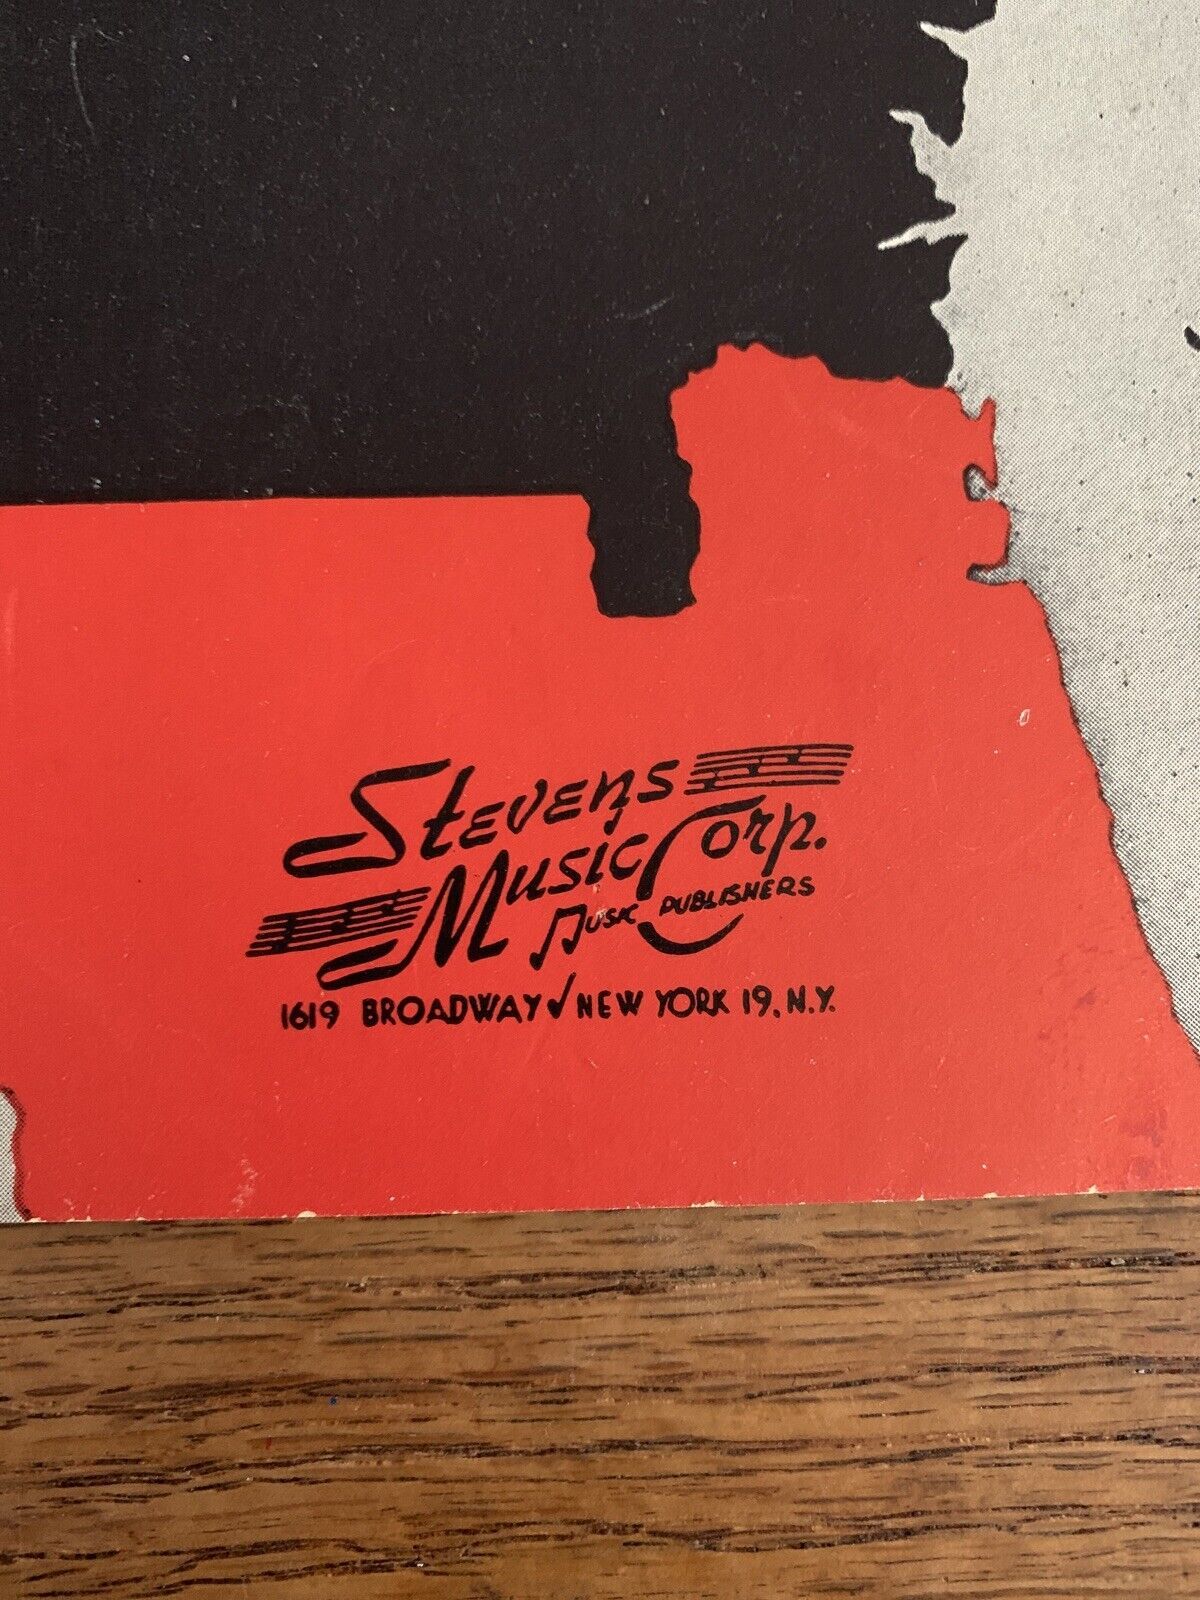 Stevens
Music Corp.
Music Publishers
1619 BROADWAY NEW YORK 19, N.Y.